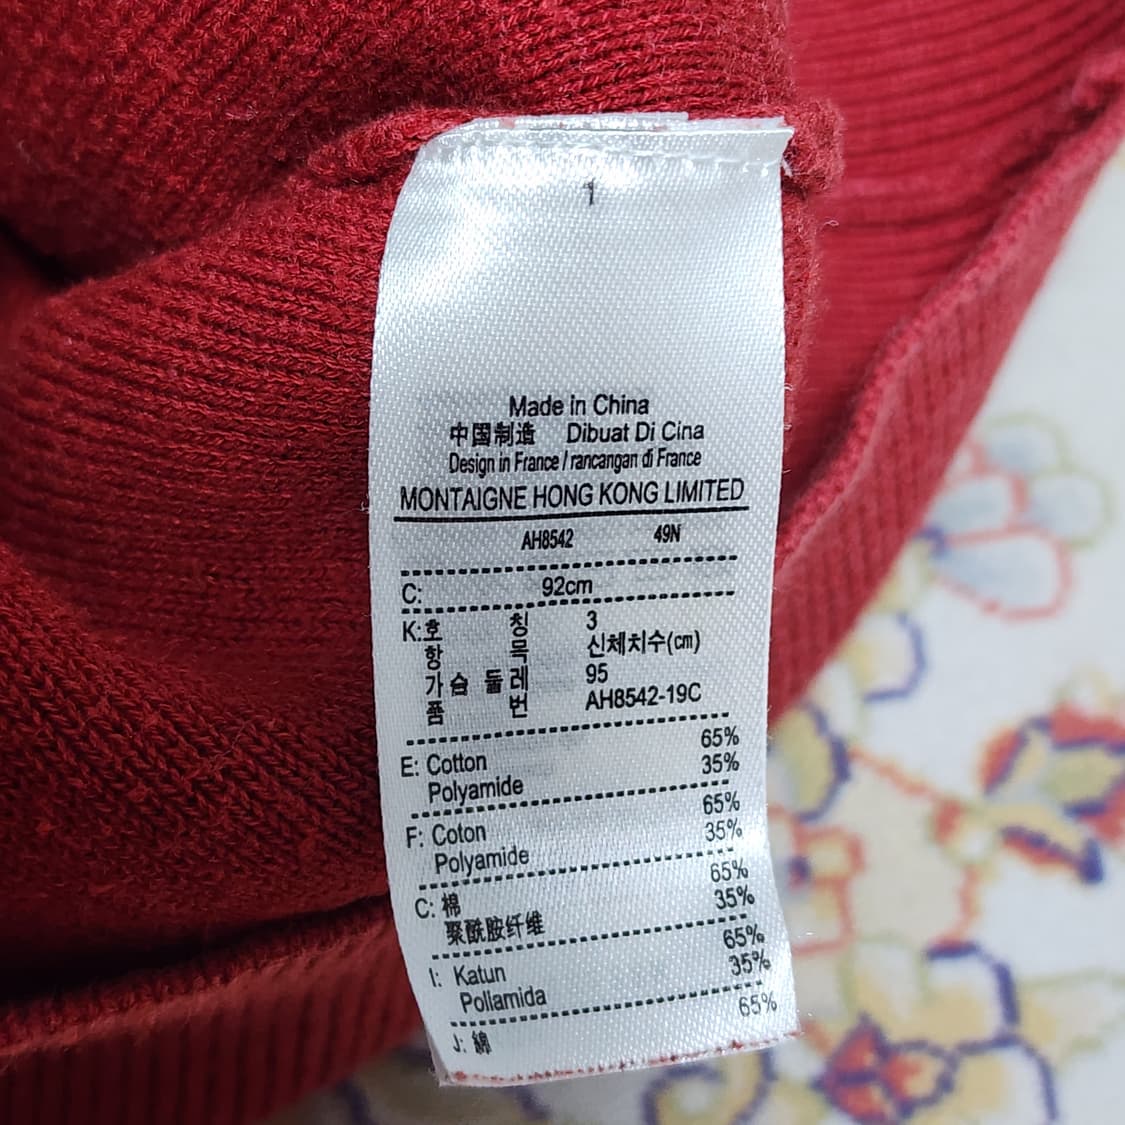 1
Made in China
中国制造 Dibuat Di Cina
Design in France / rancangan di France
MONTAIGNE HONG KONG LIMITED
AH8542 49N
C: 92cm
K:호 칭 3
항 목 신체치수(㎝)
가 슴 둘 레 95
품 번 AH8542-19C
E: Cotton 65%
Polyamide 35%
F: Coton 65%
Polyamide 35%
C: 棉 65%
聚酰胺纤维 35%
I: Katun 65%
Poliamida 35%
J: 綿 65%